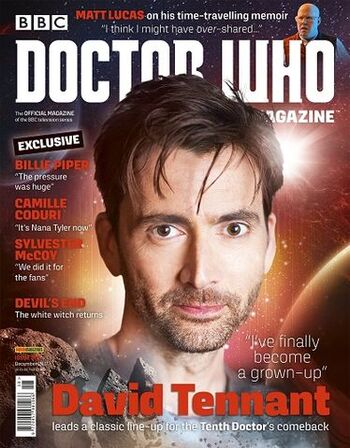 BBC
MATT LUCAS on his time-travelling memoir
"I think I might have over-shared..."
DOCTOR WHO
MAGAZINE™
The OFFICIAL MAGAZINE
of the BBC television series
EXCLUSIVE
BILLIE PIPER
"The pressure
was huge"
CAMILLE
CODURI
"It's Nana Tyler now"
SYLVESTER
McCOY
"We did it for
the fans"
DEVIL'S END
The white witch returns
"I've finally
become
a grown-up"
David Tennant
leads a classic line-up for the Tenth Doctor's comeback
ISSUE
December